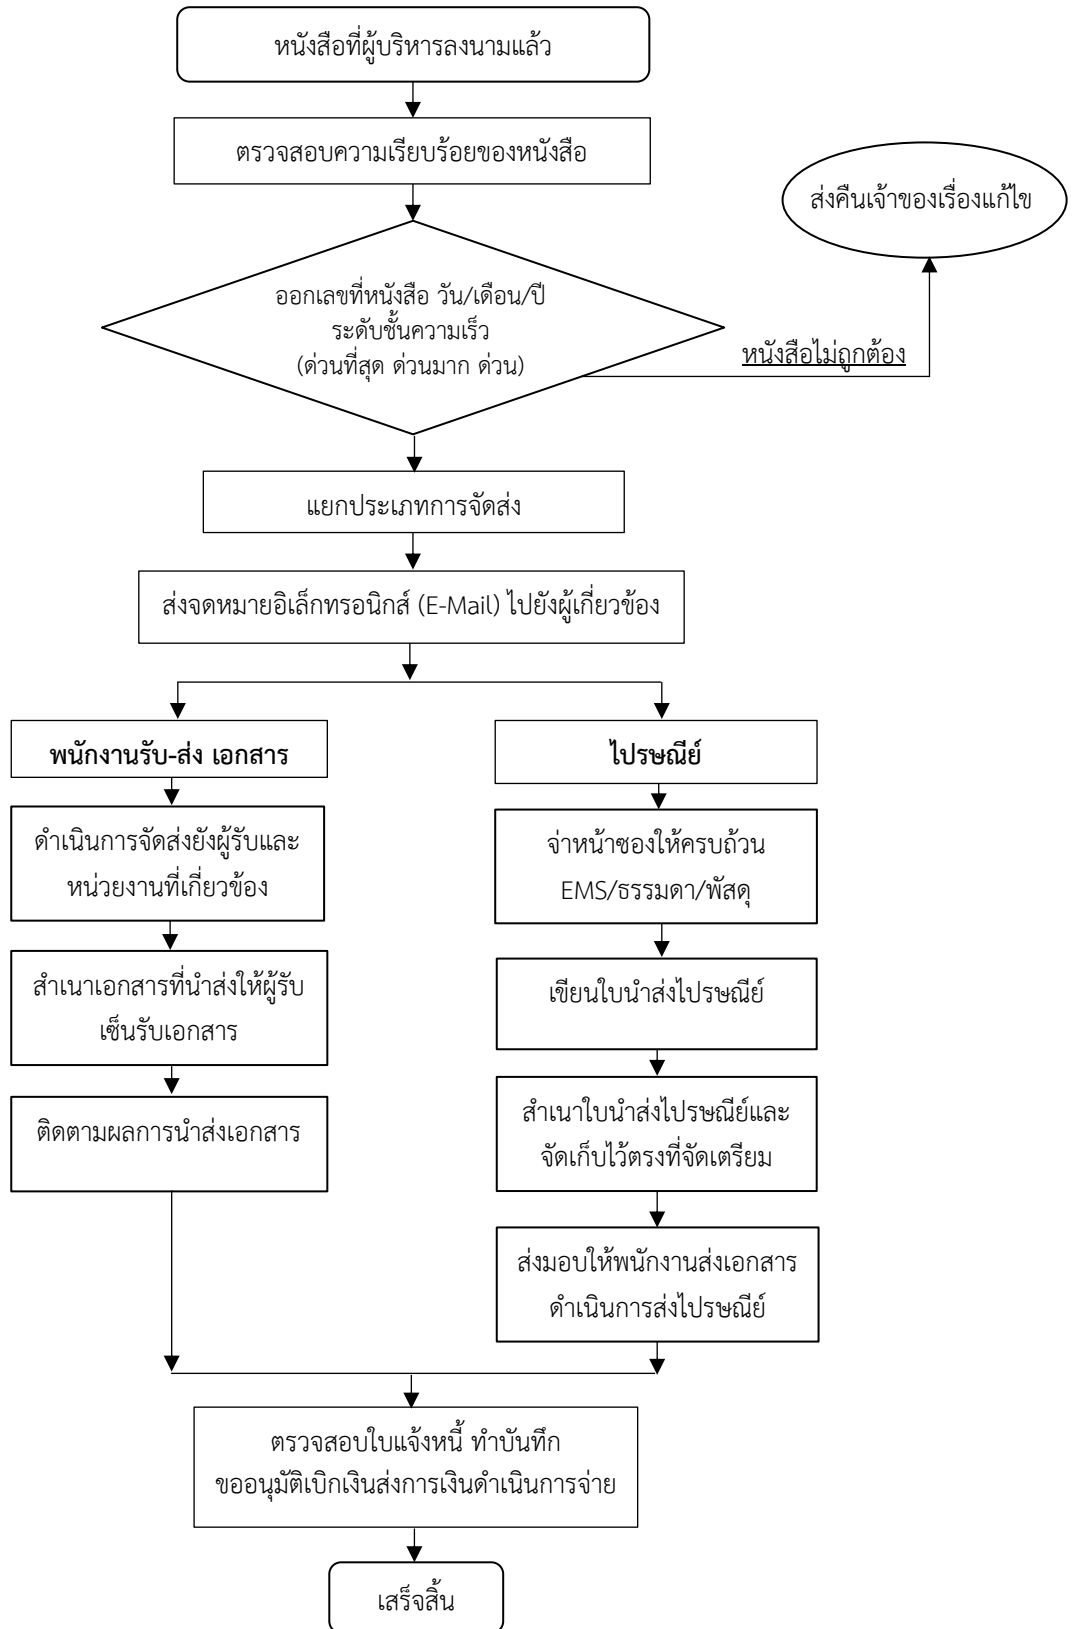 หนังสือที่ผู้บริหารลงนามแล้ว
ตรวจสอบความเรียบร้อยของหนังสือ
ส่งคืนเจ้าของเรื่องแก้ไข
ออกเลขที่หนังสือ วัน/เดือน/ปี
ระดับชั้นความเร็ว
(ด่วนที่สุด ด่วนมาก ด่วน)
หนังสือไม่ถูกต้อง
แยกประเภทการจัดส่ง
ส่งจดหมายอิเล็กทรอนิกส์ (E-Mail) ไปยังผู้เกี่ยวข้อง
พนักงานรับ-ส่ง เอกสาร
ดำเนินการจัดส่งยังผู้รับและ
หน่วยงานที่เกี่ยวข้อง
สำเนาเอกสารที่นำส่งให้ผู้รับ
เซ็นรับเอกสาร
ติดตามผลการนำส่งเอกสาร
ไปรษณีย์
จ่าหน้าซองให้ครบถ้วน
EMS/ธรรมดา/พัสดุ
เขียนใบนำส่งไปรษณีย์
สำเนาใบนำส่งไปรษณีย์และ
จัดเก็บไว้ตรงที่จัดเตรียม
ส่งมอบให้พนักงานส่งเอกสาร
ดำเนินการส่งไปรษณีย์
ตรวจสอบใบแจ้งหนี้ ทำบันทึก
ขออนุมัติเบิกเงินส่งการเงินดำเนินการจ่าย
เสร็จสิ้น